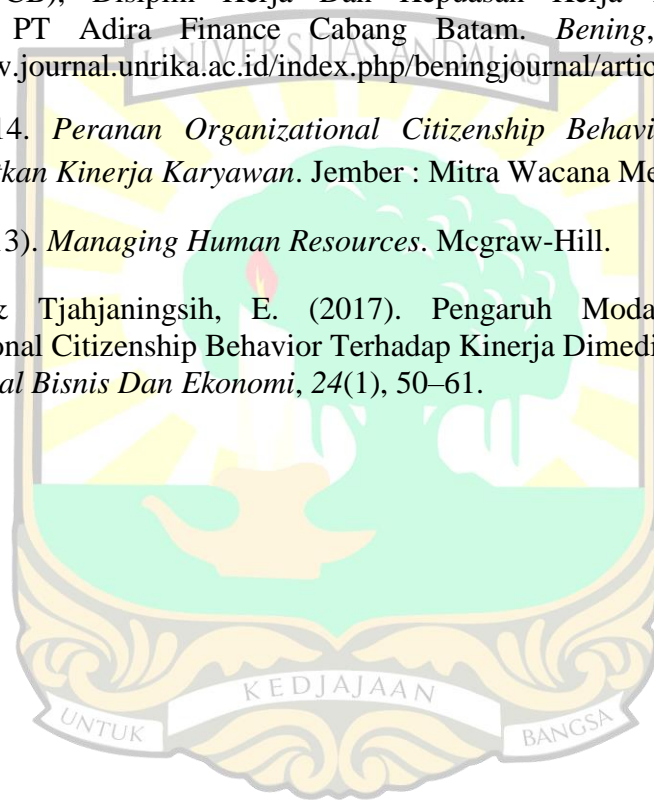 CB), Disiplin Kerja Dan Kepuasan Kerja
PT Adira Finance Cabang Batam. Bening,
w.journal.unrika.ac.id/index.php/beningjournal/artic
UNIVERSITAS ANDALAS
14. Peranan Organizational Citizenship Behavi
tkan Kinerja Karyawan. Jember : Mitra Wacana Me
13). Managing Human Resources. Mcgraw-Hill.
& Tjahjaningsih, E. (2017). Pengaruh Moda
onal Citizenship Behavior Terhadap Kinerja Dimedi
al Bisnis Dan Ekonomi, 24(1), 50–61.
KEDJAJAAN
UNTUK BANGSA